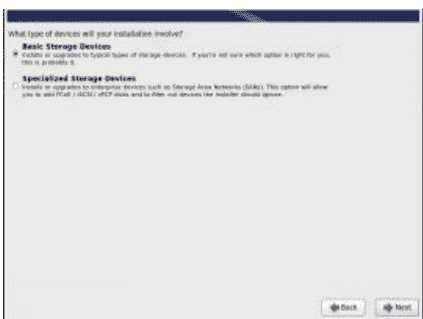 What type of devices will your installation involve?
Basic Storage Devices
Installs or upgrades to typical types of storage devices. If you're not sure which option is right for you,
this is probably it.
Specialized Storage Devices
Installs or upgrades to enterprise devices such as Storage Area Networks (SANs). This option will allow
you to add FCoE / iSCSI / zFCP disks and to filter out devices the installer should ignore.
Back
Next